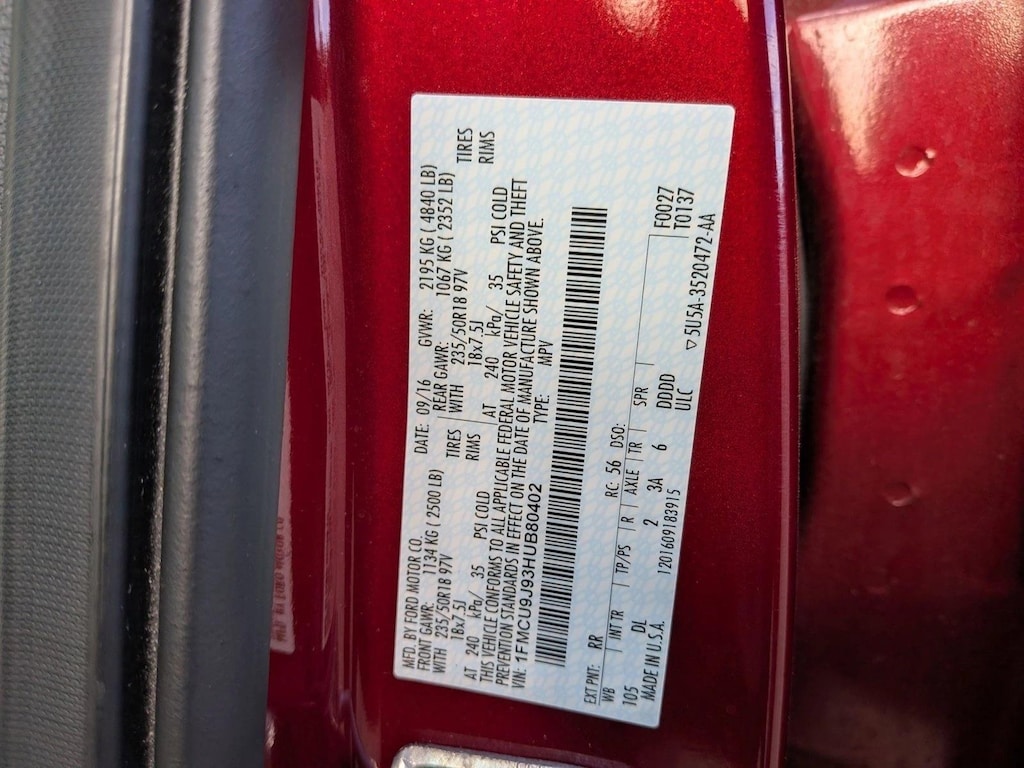 MFD. BY FORD MOTOR CO. DATE: 09/16 GVWR: 2195 KG ( 4840 LB)
FRONT GAWR: 1134 KG ( 2500 LB) REAR GAWR: 1067 KG ( 2352 LB)
WITH 235/50R18 97V TIRES WITH 235/50R18 97V TIRES
18x7.5J RIMS 18x7.5J RIMS
AT 240 kPa/ 35 PSI COLD AT 240 kPa/ 35 PSI COLD
THIS VEHICLE CONFORMS TO ALL APPLICABLE FEDERAL MOTOR VEHICLE SAFETY AND THEFT
PREVENTION STANDARDS IN EFFECT ON THE DATE OF MANUFACTURE SHOWN ABOVE.
VIN: 1FMCU9J93HUB80402 TYPE: MPV
EXT PNT: RR RC: 56 DSO: F0027
WB INT TR TP/PS R AXLE TR SPR T0137
105 DL 2 3A 6 DDDD
MADE IN U.S.A. 1201609183915 ULC
▽5U5A-3520472-AA